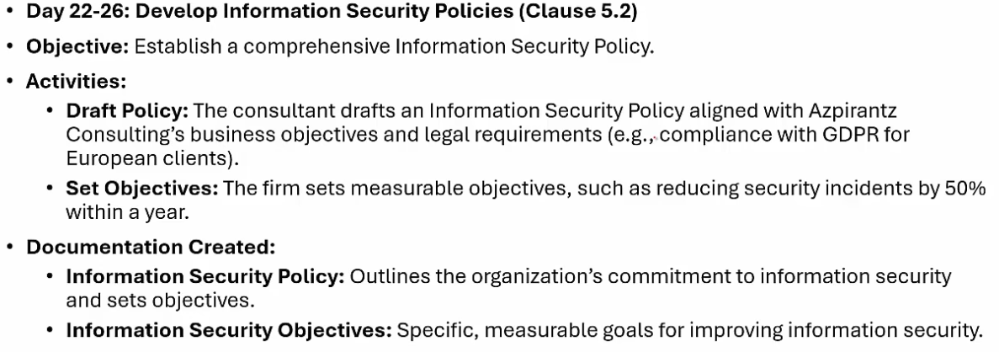 • Day 22-26: Develop Information Security Policies (Clause 5.2)
• Objective: Establish a comprehensive Information Security Policy.
• Activities:
• Draft Policy: The consultant drafts an Information Security Policy aligned with Azpirantz
Consulting’s business objectives and legal requirements (e.g., compliance with GDPR for
European clients).
• Set Objectives: The firm sets measurable objectives, such as reducing security incidents by 50%
within a year.
• Documentation Created:
• Information Security Policy: Outlines the organization’s commitment to information security
and sets objectives.
• Information Security Objectives: Specific, measurable goals for improving information security.